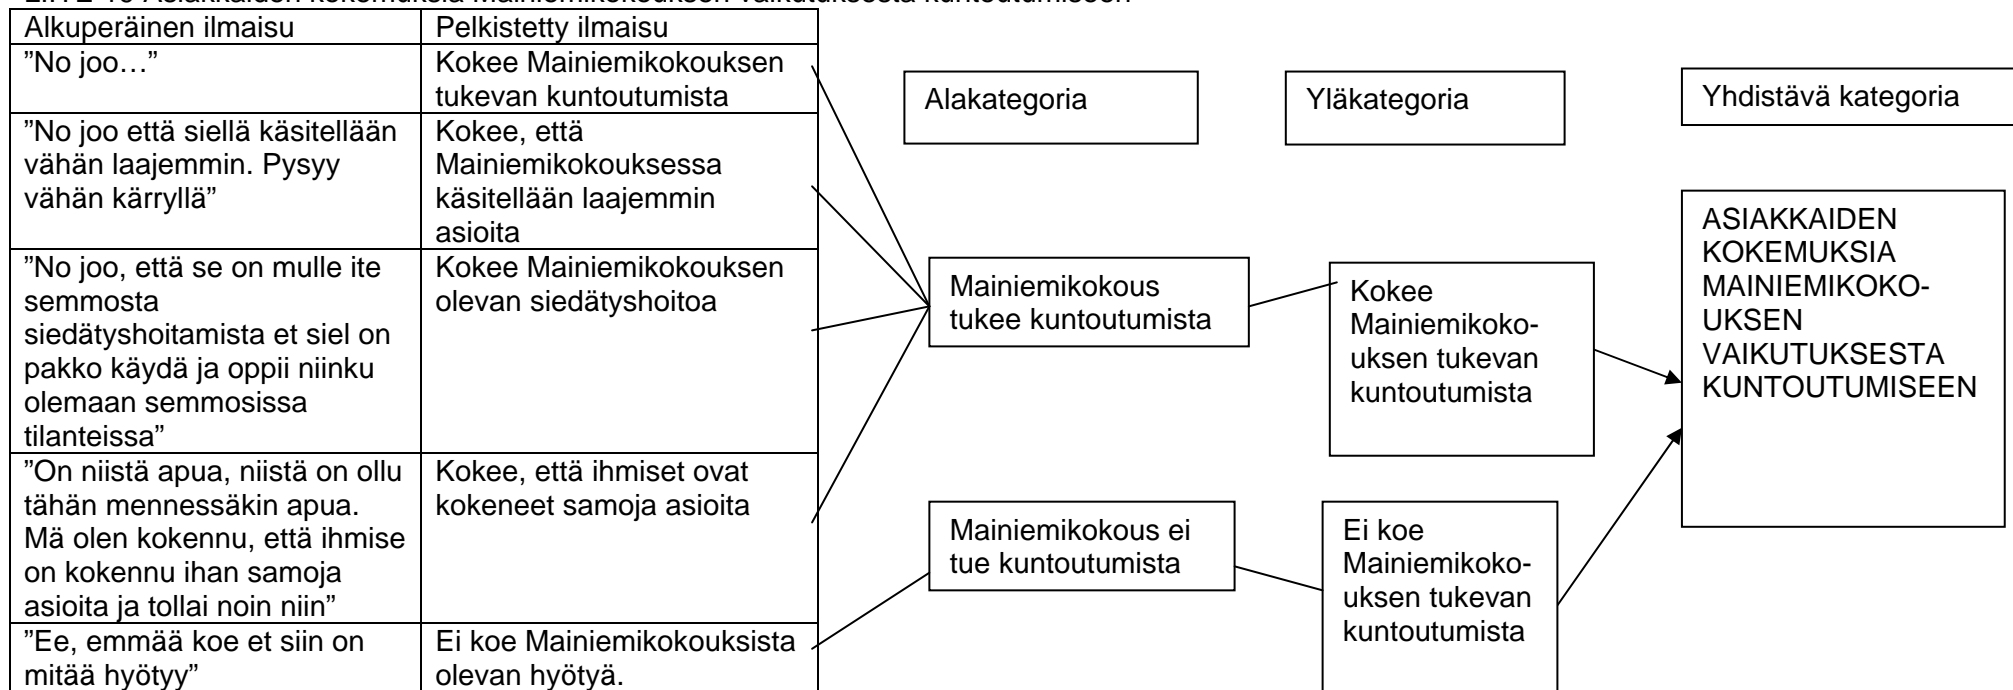 Asiakkaiden kokemuksia Mainiemikokouksen vaikutuksesta kuntoutumiseen
Alkuperäinen ilmaisu
Pelkistetty ilmaisu
”No joo…”
Kokee Mainiemikokouksen
tukevan kuntoutumista
”No joo että siellä käsitellään
vähän laajemmin. Pysyy
vähän kärryllä”
Kokee, että
Mainiemikokouksessa
käsitellään laajemmin
asioita
”No joo, että se on mulle ite
semmosta
siedätyshoitamista et siel on
pakko käydä ja oppii niinku
olemaan semmosissa
tilanteissa”
Kokee Mainiemikokouksen
olevan siedätyshoitoa
”On niistä apua, niistä on ollu
tähän mennessäkin apua.
Mä olen kokennu, että ihmise
on kokennu ihan samoja
asioita ja tollai noin niin”
Kokee, että ihmiset ovat
kokeneet samoja asioita
”Ee, emmää koe et siin on
mitää hyötyy”
Ei koe Mainiemikokouksista
olevan hyötyä.
Alakategoria
Mainiemikokous
tukee kuntoutumista
Mainiemikokous ei
tue kuntoutumista
Yläkategoria
Kokee
Mainiemikoko-
uksen tukevan
kuntoutumista
Ei koe
Mainiemikoko-
uksen tukevan
kuntoutumista
Yhdistävä kategoria
ASIAKKAIDEN
KOKEMUKSIA
MAINIEMIKOKO-
UKSEN
VAIKUTUKSESTA
KUNTOUTUMISEEN